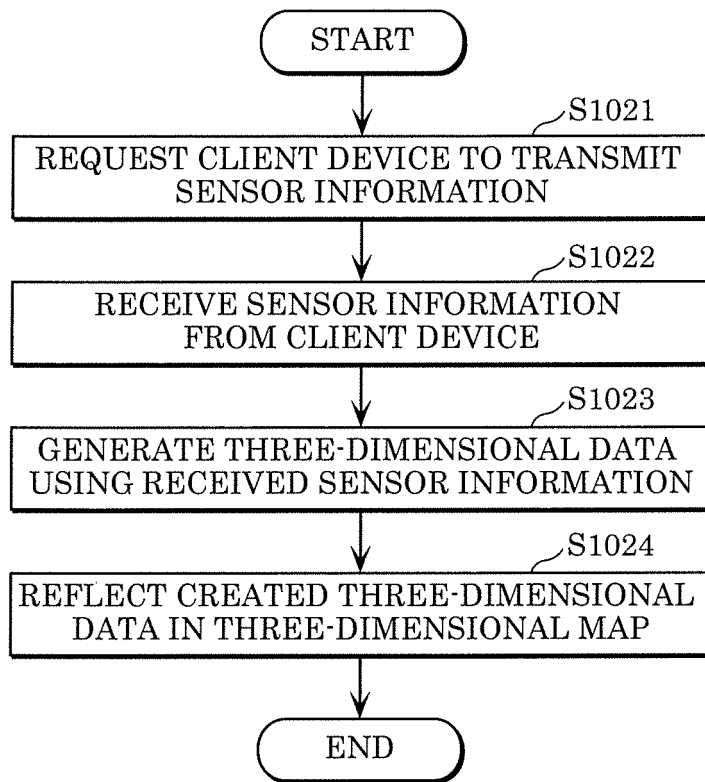 START
S1021
REQUEST CLIENT DEVICE TO TRANSMIT
SENSOR INFORMATION
S1022
RECEIVE SENSOR INFORMATION
FROM CLIENT DEVICE
S1023
GENERATE THREE-DIMENSIONAL DATA
USING RECEIVED SENSOR INFORMATION
S1024
REFLECT CREATED THREE-DIMENSIONAL
DATA IN THREE-DIMENSIONAL MAP
END